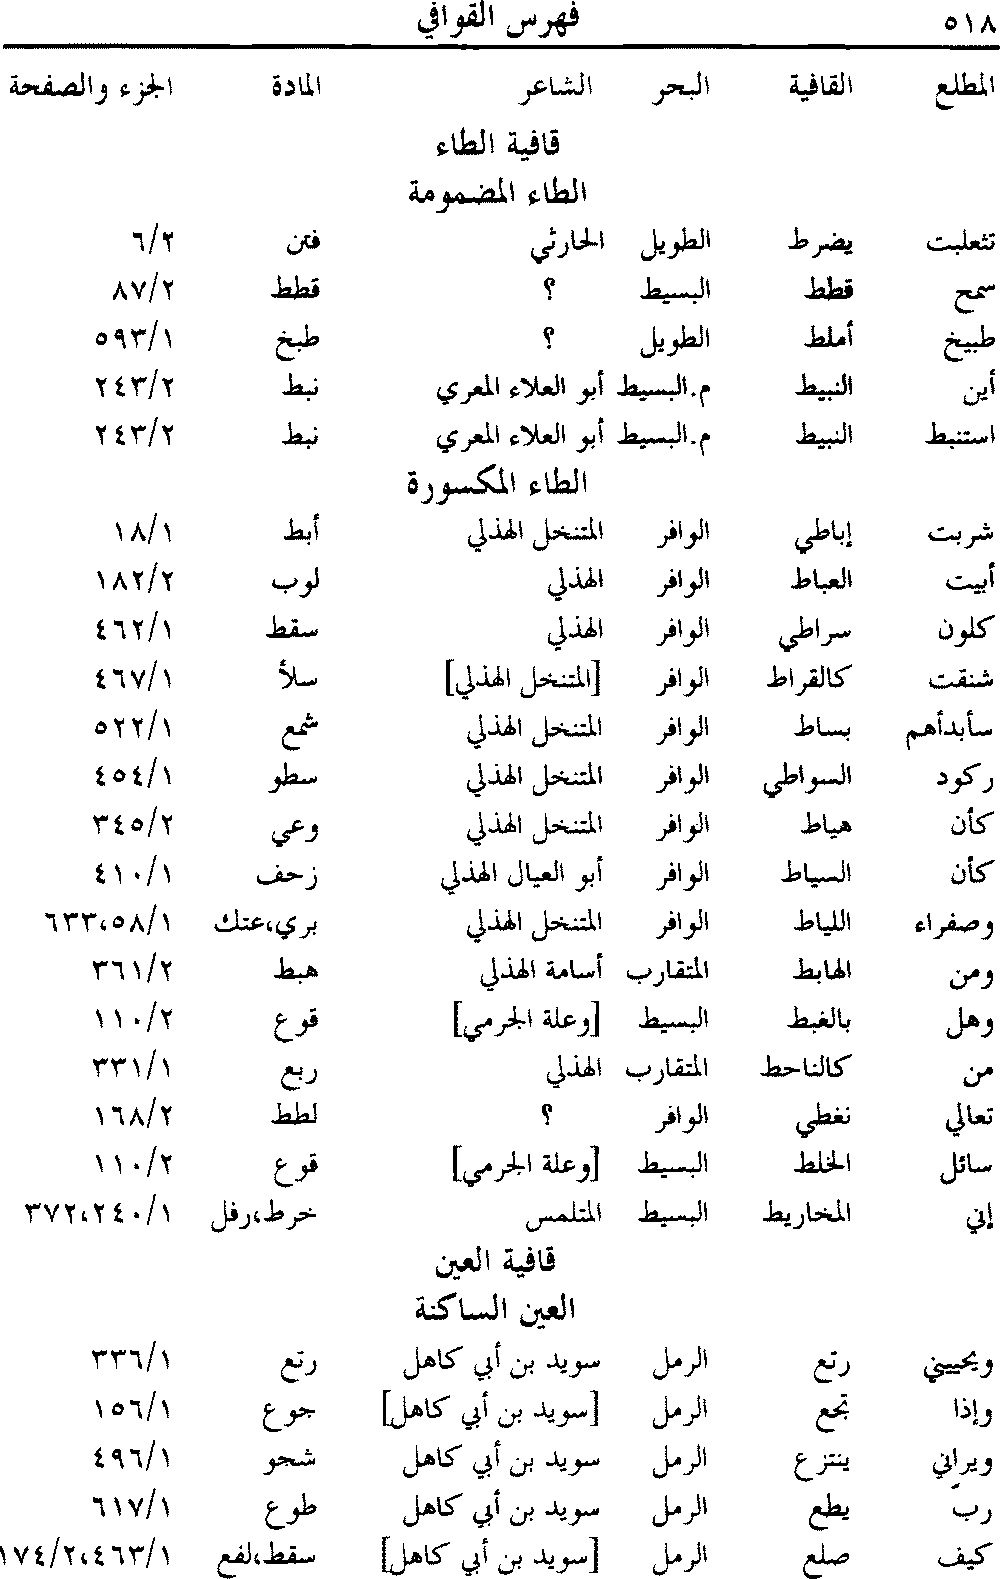 ٥١٨ فهرس القوافي
المطلع القافية البحر الشاعر المادة الجزء والصفحة
قافية الطاء
الطاء المضمومة
تثعلبت يضرط الطويل الحارثي فتن ٦/٢
سمح قطط البسيط ؟ قطط ٨٧/٢
طبيخ أملط الطويل ؟ طبخ ٥٩٣/١
أين النبيط م.البسيط أبو العلاء المعري نبط ٢٤٣/٢
استنبط النبيط م.البسيط أبو العلاء المعري نبط ٢٤٣/٢
الطاء المكسورة
شربت إباطي الوافر المتنخل الهذلي أبط ١٨/١
أبيت العباط الوافر الهذلي لوب ١٨٢/٢
كلون سراطي الوافر الهذلي سقط ٤٦٢/١
شنقت كالقراط الوافر [المتنخل الهذلي] سلأ ٤٦٧/١
سأبدأهم بساط الوافر المتنخل الهذلي شمع ٥٢٢/١
ركود السواطي الوافر المتنخل الهذلي سطو ٤٥٤/١
كأن هياط الوافر المتنخل الهذلي وعي ٣٤٥/٢
كأن السياط الوافر أبو العيال الهذلي زحف ٤١٠/١
وصفراء اللياط الوافر المتنخل الهذلي بري،عتك ٦٣٣،٥٨/١
ومن الهابط المتقارب أسامة الهذلي هبط ٣٦١/٢
وهل بالغبط البسيط [وعلة الجرمي] قوع ١١٠/٢
من كالناحط المتقارب الهذلي ربع ٣٣١/١
تعالي نغطي الوافر ؟ لطط ١٦٨/٢
سائل الخلط البسيط [وعلة الجرمي] قوع ١١٠/٢
إني المخاريط البسيط المتلمس خرط،رفل ٣٧٢،٢٤٠/١
قافية العين
العين الساكنة
ويحييني رتع الرمل سويد بن أبي كاهل رتع ٣٣٦/١
وإذا تجع الرمل [سويد بن أبي كاهل] جوع ١٥٦/١
ويراني ينتزع الرمل سويد بن أبي كاهل شجو ٤٩٦/١
ربّ يطع الرمل سويد بن أبي كاهل طوع ٦١٧/١
كيف صلع الرمل [سويد بن أبي كاهل] سقط،لفع ١٧٤/٢،٤٦٣/١